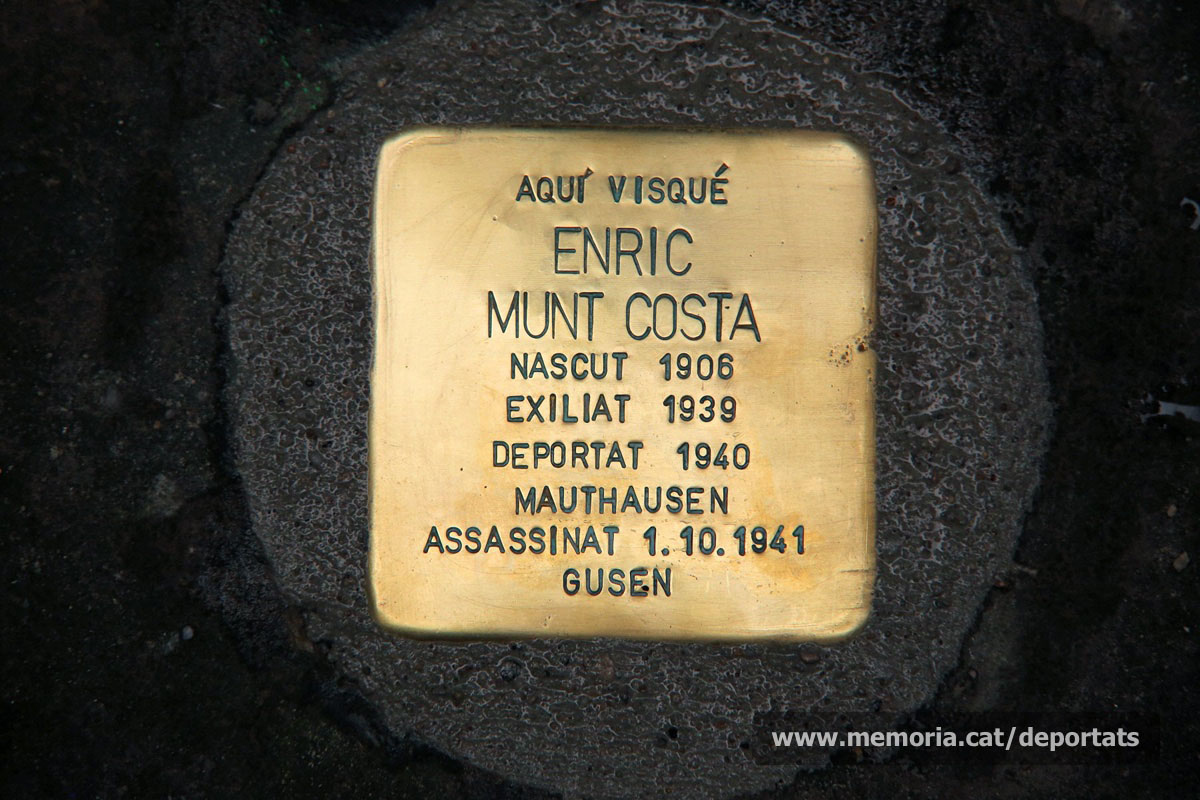 AQUÍ VISQUÉ
ENRIC
MUNT COSTA
NASCUT 1906
EXILIAT 1939
DEPORTAT 1940
MAUTHAUSEN
ASSASSINAT 1.10.1941
GUSEN
www.memoria.cat/deportats